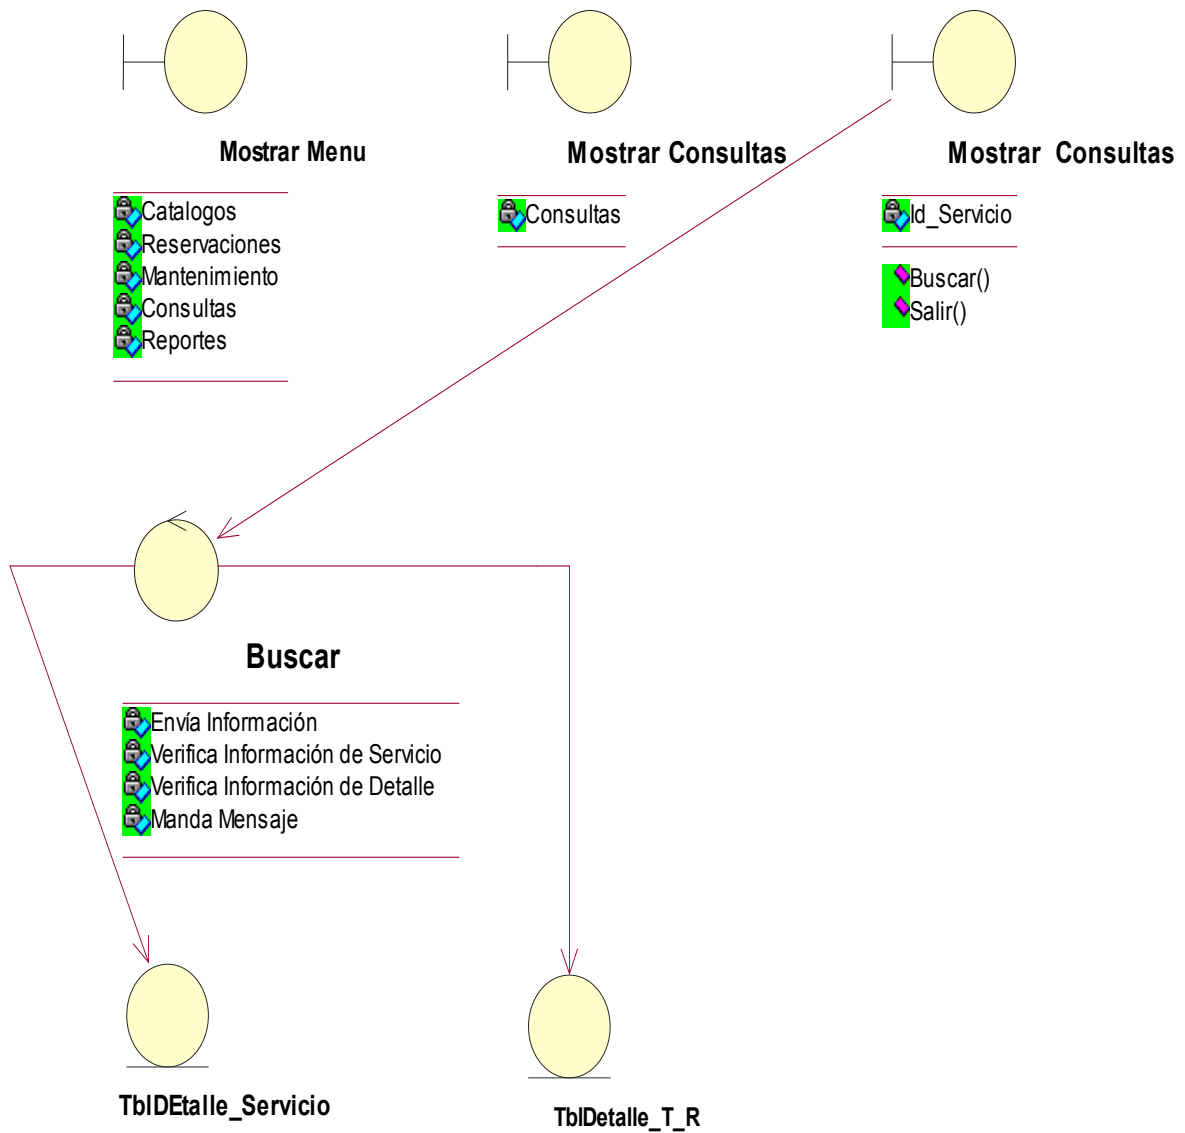 Mostrar Menu
Mostrar Consultas
Mostrar Consultas
Catalogos
Reservaciones
Mantenimiento
Consultas
Reportes
Consultas
Id_Servicio
Buscar()
Salir()
Buscar
Envía Información
Verifica Información de Servicio
Verifica Información de Detalle
Manda Mensaje
TblDEtalle_Servicio
TblDetalle_T_R